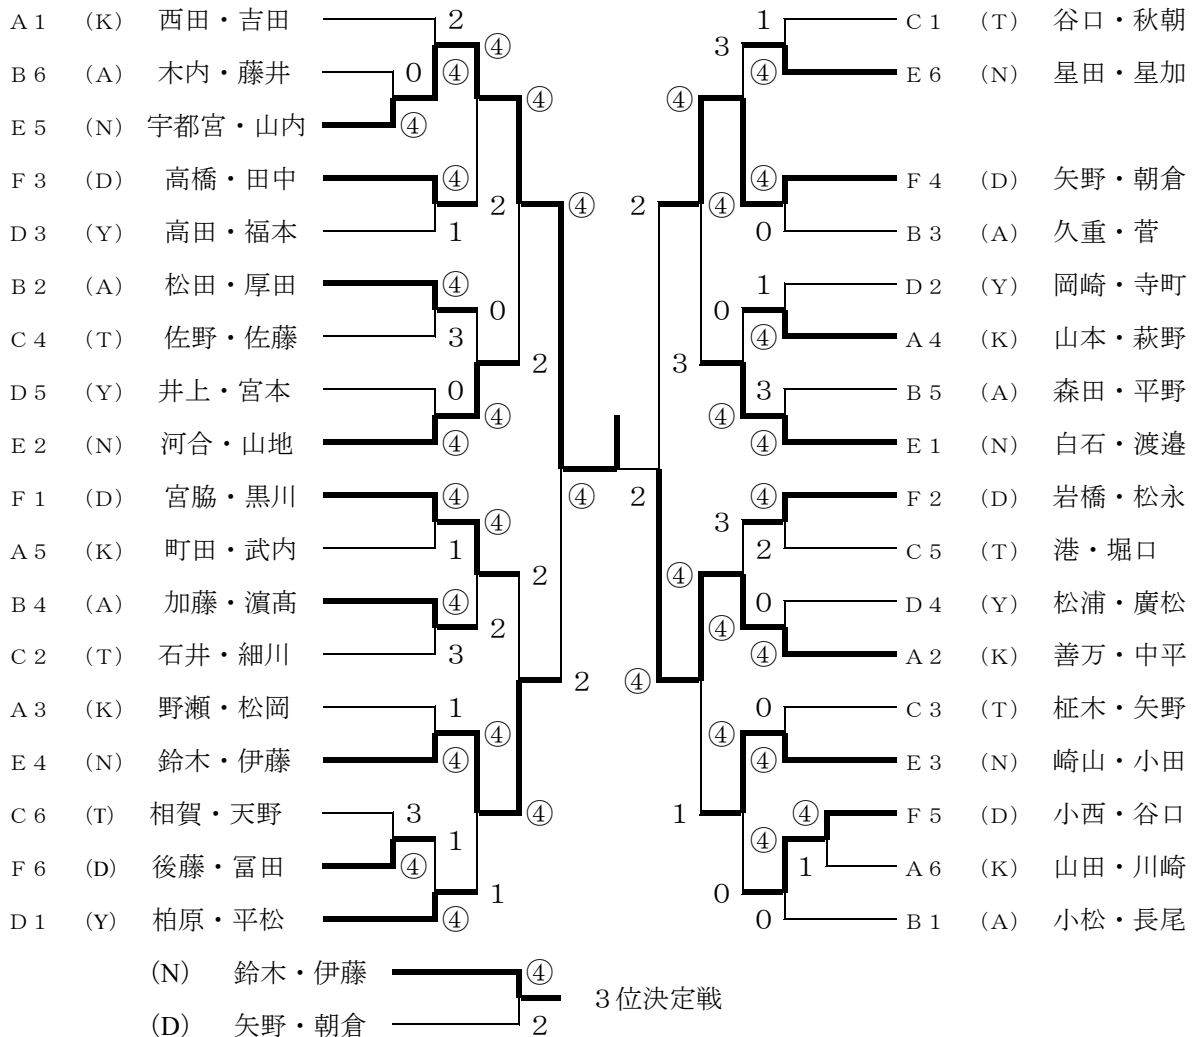 A1 (K) 西田・吉田 2 1 C1 (T) 谷口・秋朝
④ 3
B6 (A) 木内・藤井 0 ④ ④ E6 (N) 星田・星加
④ ④
E5 (N) 宇都宮・山内 ④
F3 (D) 高橋・田中 ④ ④ F4 (D) 矢野・朝倉
2 ④ 2 ④
D3 (Y) 高田・福本 1 0 B3 (A) 久重・菅
B2 (A) 松田・厚田 ④ 1 D2 (Y) 岡崎・寺町
0 0
C4 (T) 佐野・佐藤 3 ④ A4 (K) 山本・萩野
2 3
D5 (Y) 井上・宮本 0 3 B5 (A) 森田・平野
④ ④
E2 (N) 河合・山地 ④ ④ E1 (N) 白石・渡邉
F1 (D) 宮脇・黒川 ④ ④ 2 ④ F2 (D) 岩橋・松永
④ 3
A5 (K) 町田・武内 1 2 C5 (T) 港・堀口
2 ④
B4 (A) 加藤・濵髙 ④ 0 D4 (Y) 松浦・廣松
2 ④
C2 (T) 石井・細川 3 ④ A2 (K) 善万・中平
2 ④
A3 (K) 野瀬・松岡 1 0 C3 (T) 柾木・矢野
④ ④
E4 (N) 鈴木・伊藤 ④ ④ E3 (N) 崎山・小田
C6 (T) 相賀・天野 3 ④ 1 ④ F5 (D) 小西・谷口
1 ④
F6 (D) 後藤・冨田 ④ 1 A6 (K) 山田・川崎
1 0
D1 (Y) 柏原・平松 ④ 0 B1 (A) 小松・長尾
(N) 鈴木・伊藤 ④
3位決定戦
(D) 矢野・朝倉 2